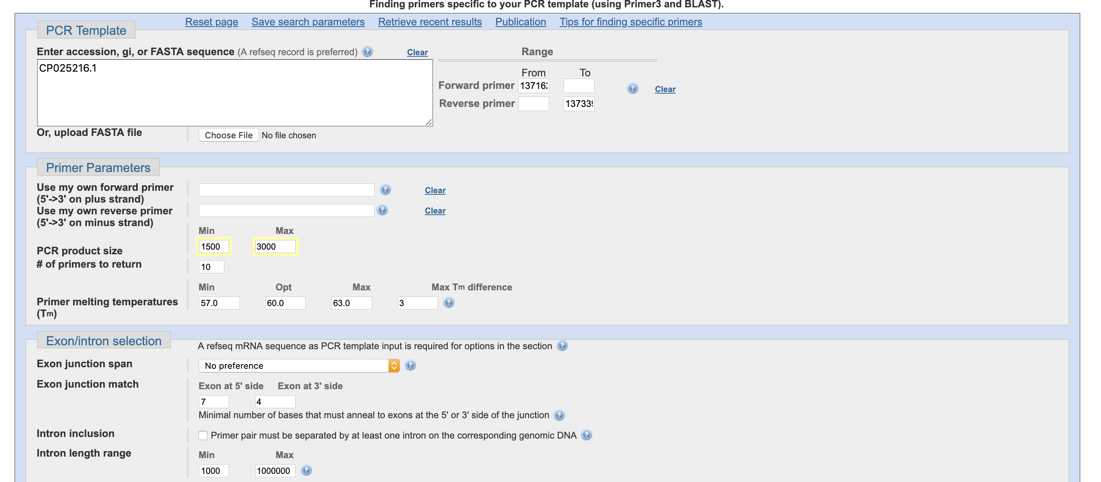 Finding primers specific to your PCR template (using Primer3 and BLAST).
Reset page Save search parameters Retrieve recent results Publication Tips for finding specific primers
PCR Template
Enter accession, gi, or FASTA sequence (A refseq record is preferred) Clear Range
CP025216.1
From To
Forward primer 13716 Clear
Reverse primer 13733
Or, upload FASTA file Choose File No file chosen
Primer Parameters
Use my own forward primer
(5'->3' on plus strand) Clear
Use my own reverse primer
(5'->3' on minus strand) Clear
Min Max
PCR product size 1500 3000
# of primers to return 10
Min Opt Max Max Tm difference
Primer melting temperatures
(Tm) 57.0 60.0 63.0 3
Exon/intron selection
A refseq mRNA sequence as PCR template input is required for options in the section
Exon junction span No preference
Exon junction match Exon at 5' side Exon at 3' side
7 4
Minimal number of bases that must anneal to exons at the 5' or 3' side of the junction
Intron inclusion Primer pair must be separated by at least one intron on the corresponding genomic DNA
Intron length range Min Max
1000 1000000